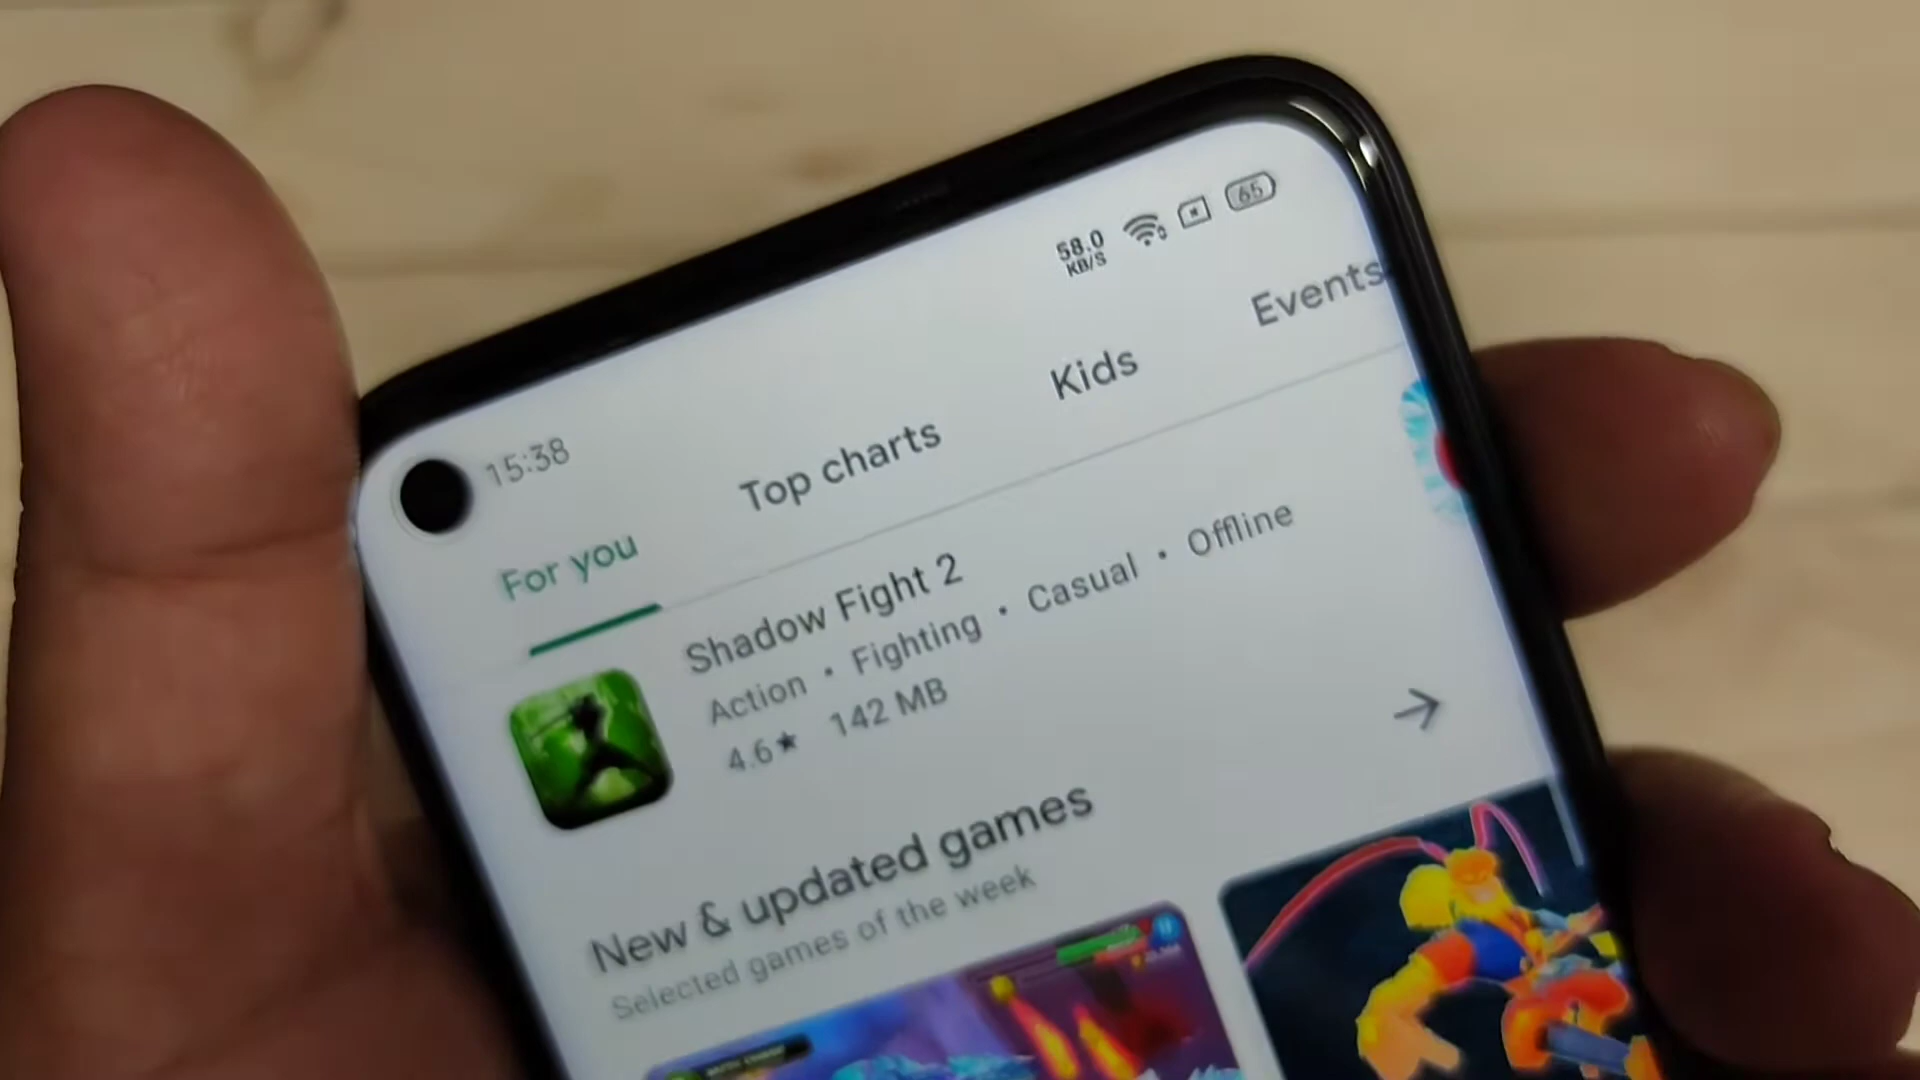 15:38
58.0
KB/S
65
For you
Top charts
Kids
Events
Shadow Fight 2
Action • Fighting • Casual • Offline
4.6★ 142 MB
New & updated games
Selected games of the week